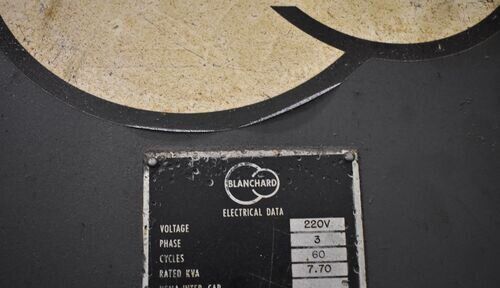 BLANCHARD
ELECTRICAL DATA
VOLTAGE 220V
PHASE 3
CYCLES 60
RATED KVA 7.70